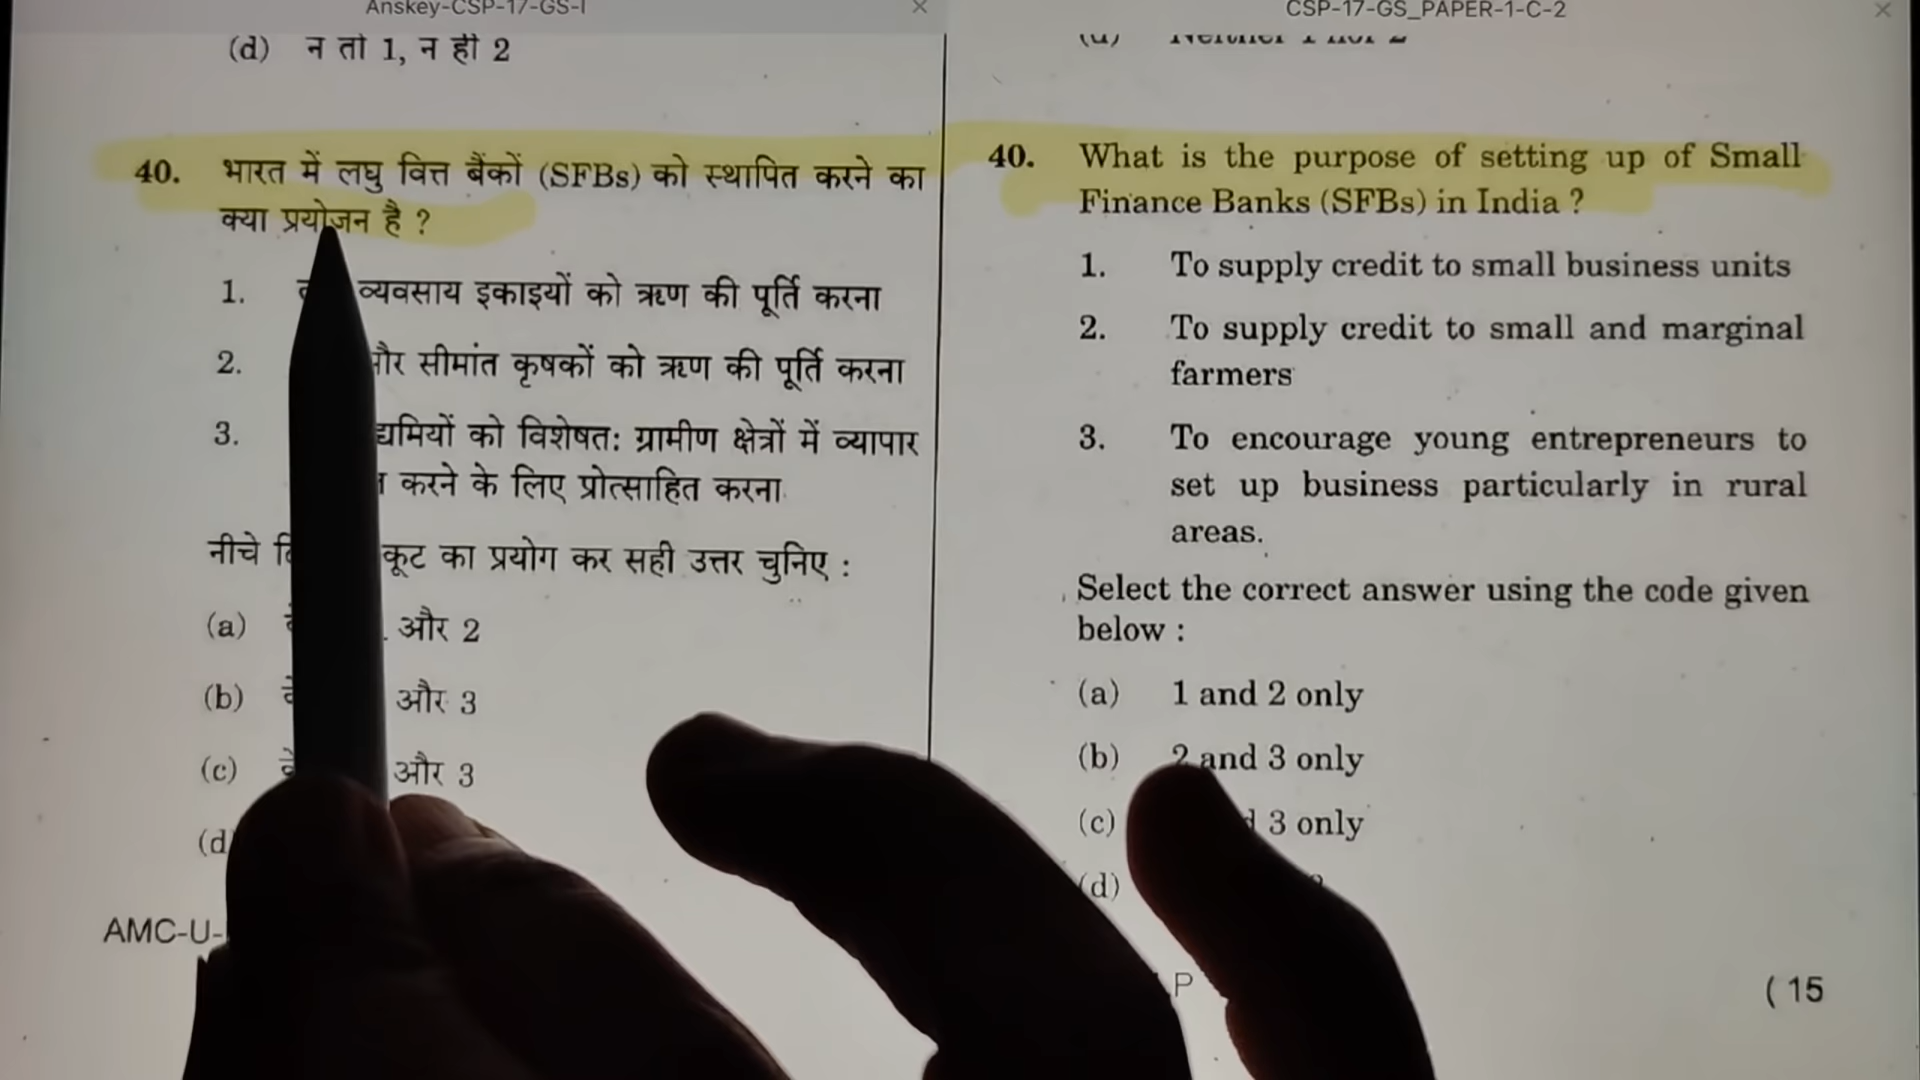 Anskey-CSP-17-GS-I
(d) न तो 1, न ही 2
40. भारत में लघु वित्त बैंकों (SFBs) को स्थापित करने का
क्या प्रयोजन है ?
1. व्यवसाय इकाइयों को ऋण की पूर्ति करना
2. और सीमांत कृषकों को ऋण की पूर्ति करना
3. को विशेषतः ग्रामीण क्षेत्रों में व्यापार
करने के लिए प्रोत्साहित करना
नीचे कूट का प्रयोग कर सही उत्तर चुनिए :
(a) और 2
(b) और 3
(c) और 3
(d
AMC-U-
CSP-17-GS_PAPER-1-C-2
40. What is the purpose of setting up of Small
Finance Banks (SFBs) in India ?
1. To supply credit to small business units
2. To supply credit to small and marginal
farmers
3. To encourage young entrepreneurs to
set up business particularly in rural
areas.
Select the correct answer using the code given
below :
(a) 1 and 2 only
(b) 2 and 3 only
(c) 3 only
(d)
P
( 15